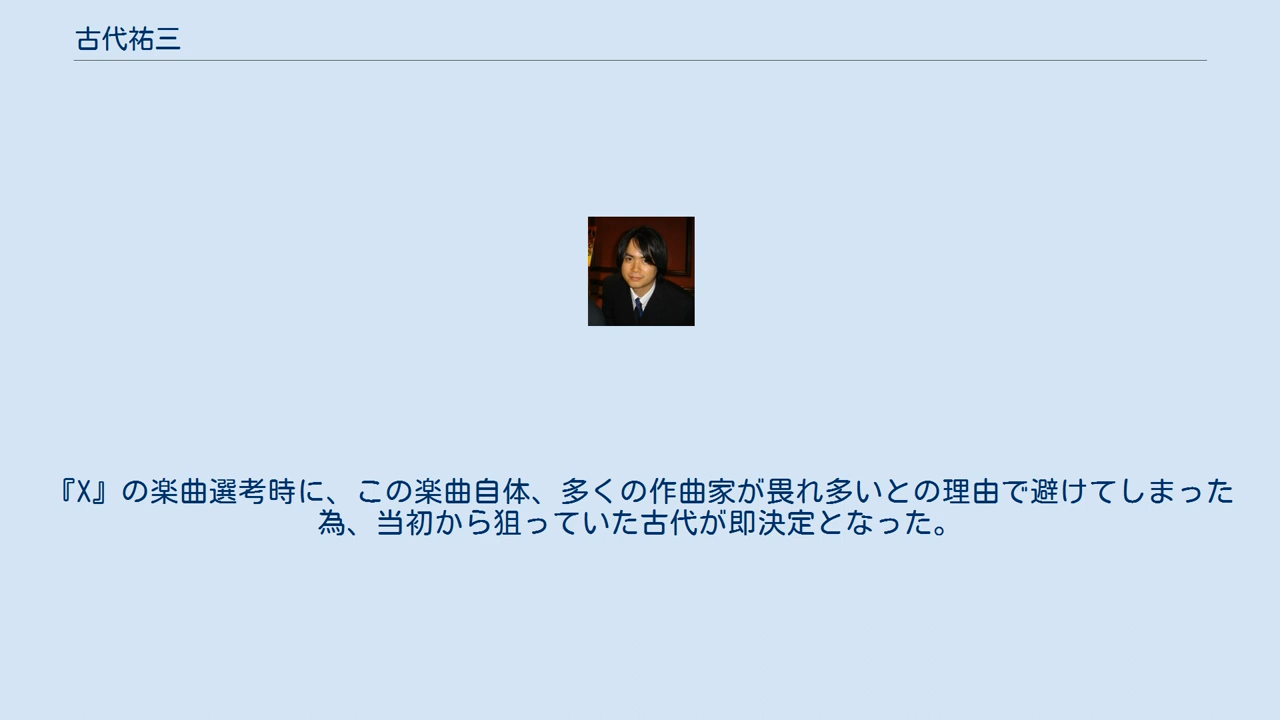 古代祐三
『X』の楽曲選考時に、この楽曲自体、多くの作曲家が畏れ多いとの理由で避けてしまった
為、当初から狙っていた古代が即決定となった。